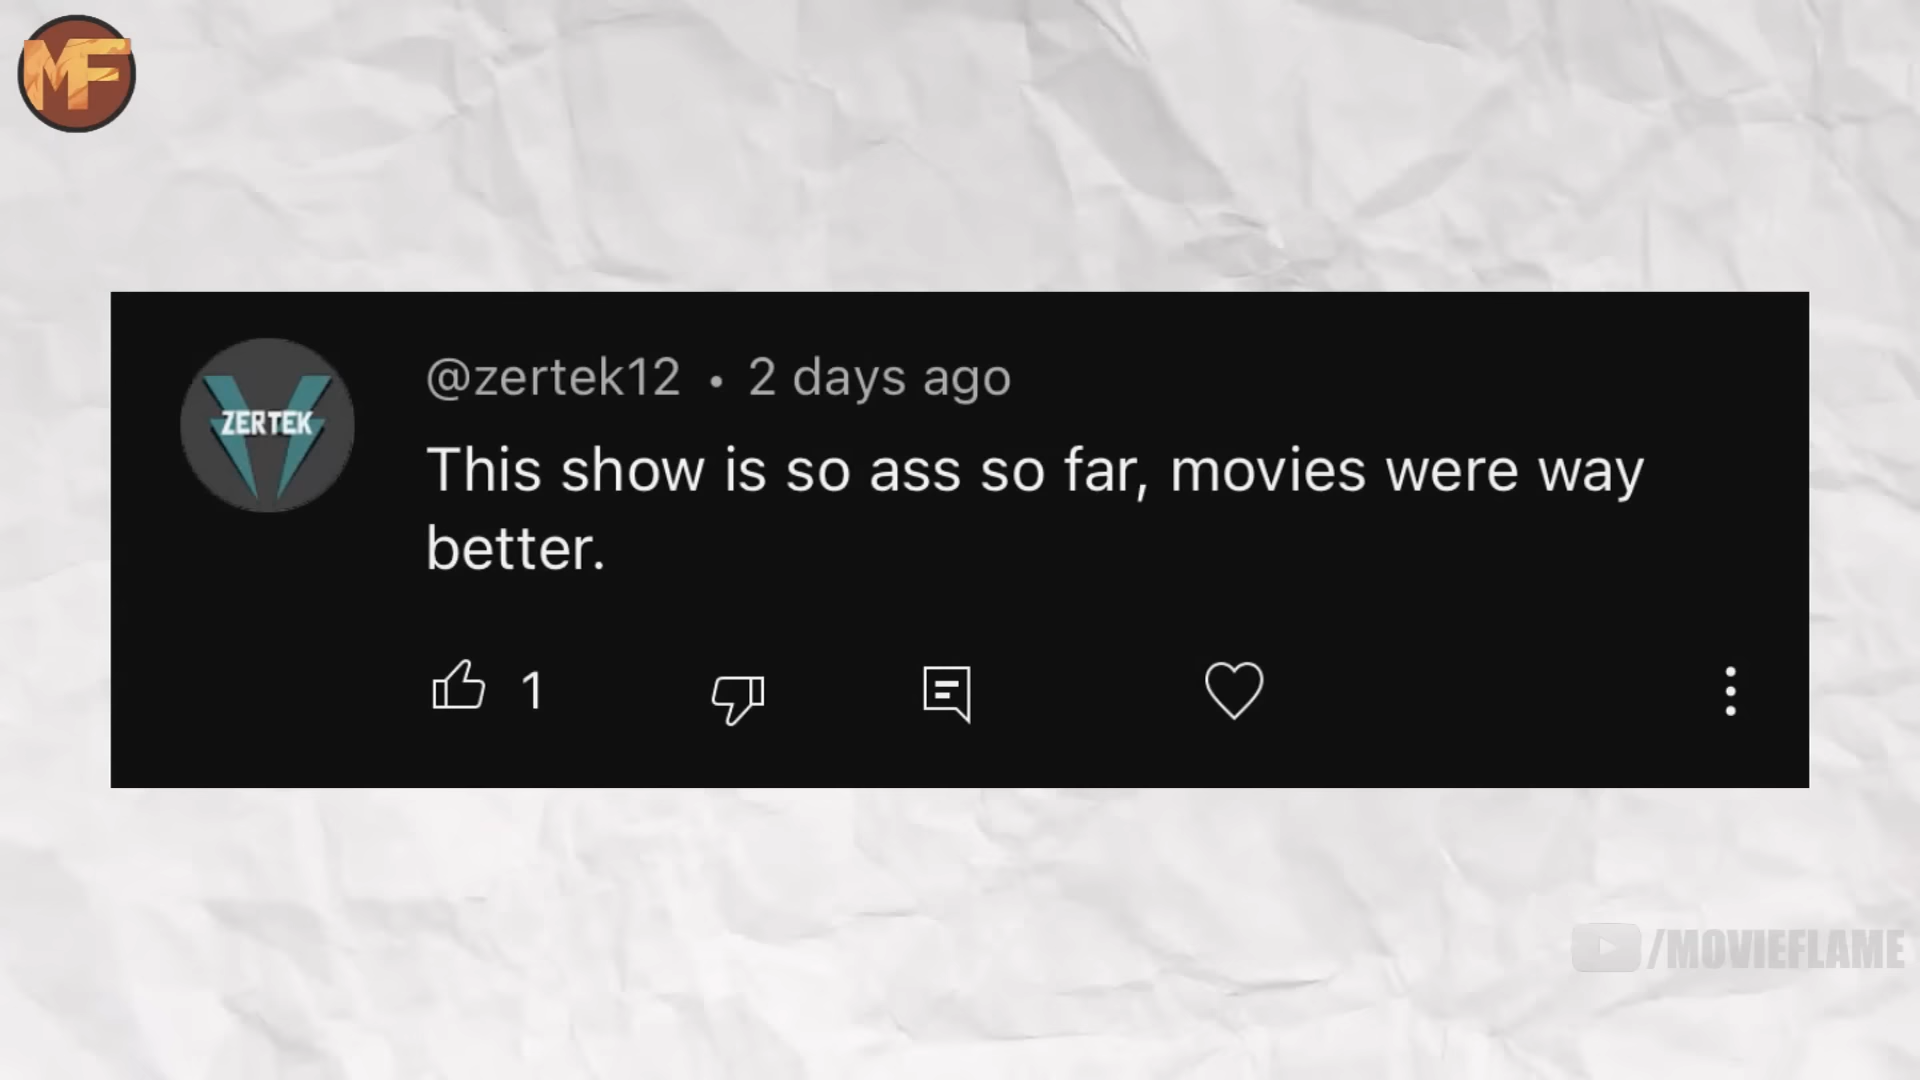 MF
@zertek12 • 2 days ago
ZERTEK
This show is so ass so far, movies were way
better.
1
/MOVIEFLAME